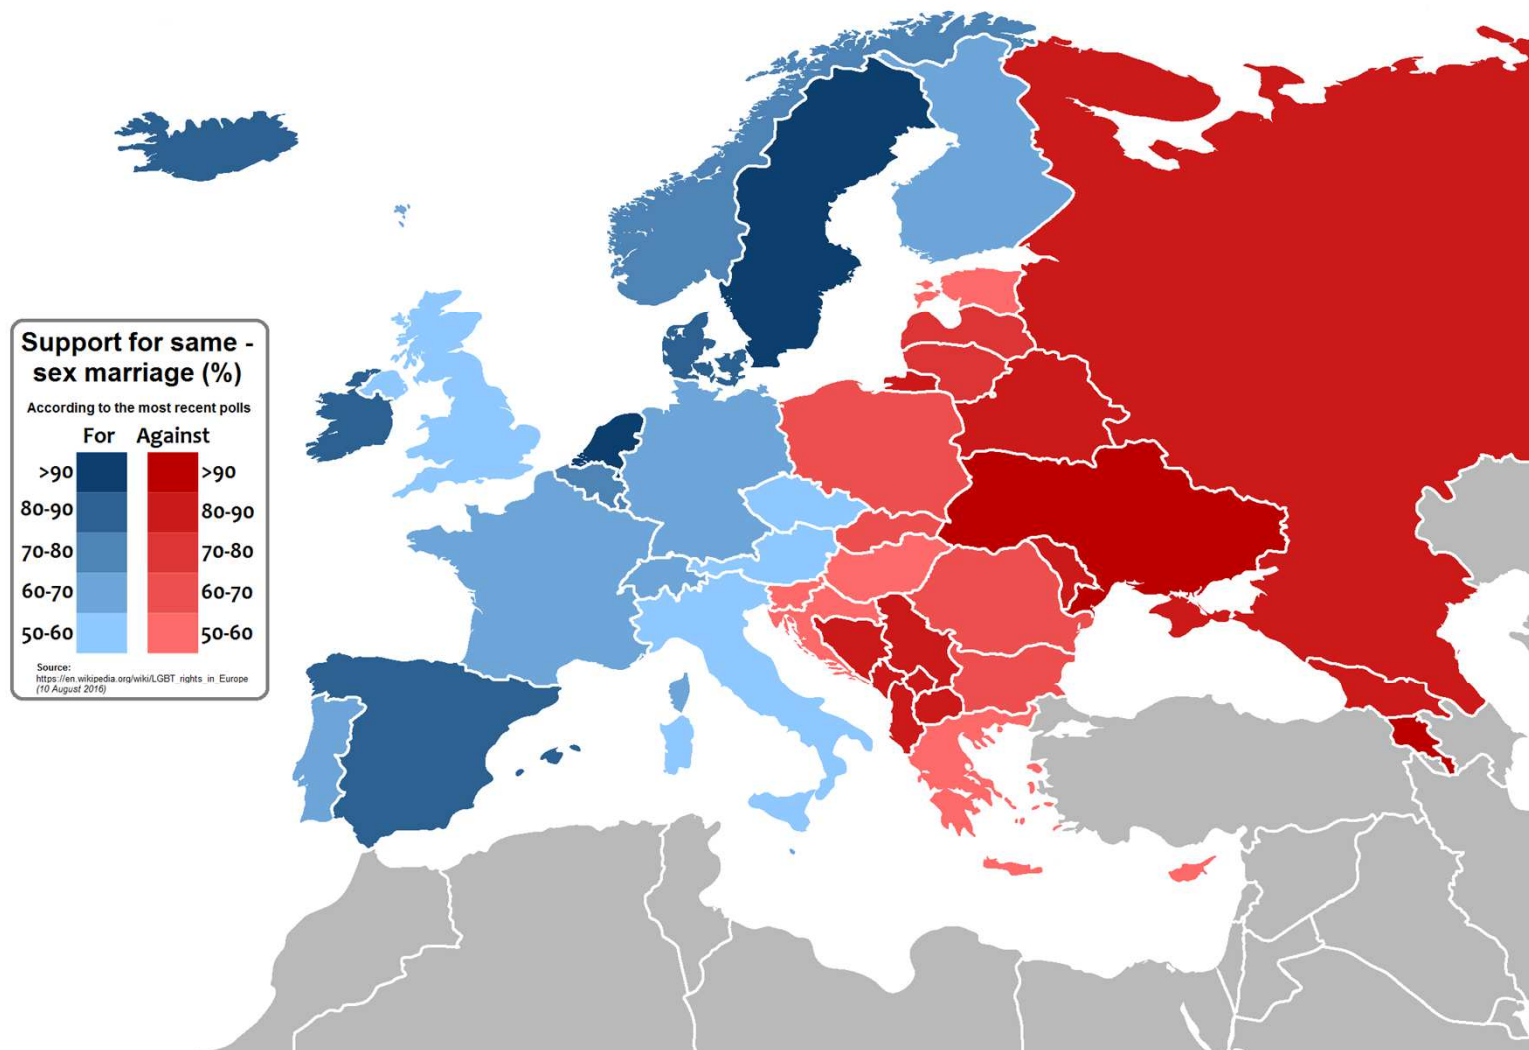 Support for same -
sex marriage (%)
According to the most recent polls
For Against
>90 >90
80-90 80-90
70-80 70-80
60-70 60-70
50-60 50-60
Source:
https://en.wikipedia.org/wiki/LGBT_rights_in_Europe
(10 August 2016)